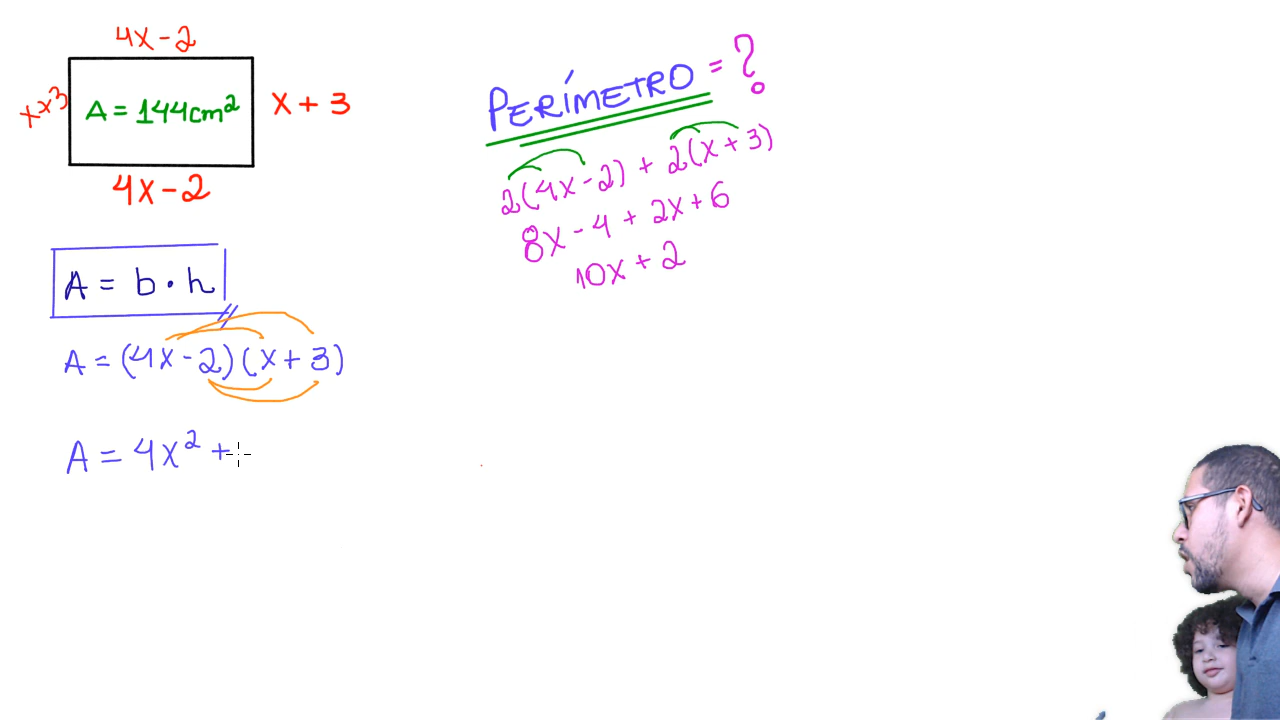 4x-2
x+3
A = 144cm²
x+3
4x-2
A = b·h
A = (4x-2)(x+3)
A = 4x² +
PERÍMETRO = ?
2(4x-2) + 2(x+3)
8x-4+2x+6
10x+2